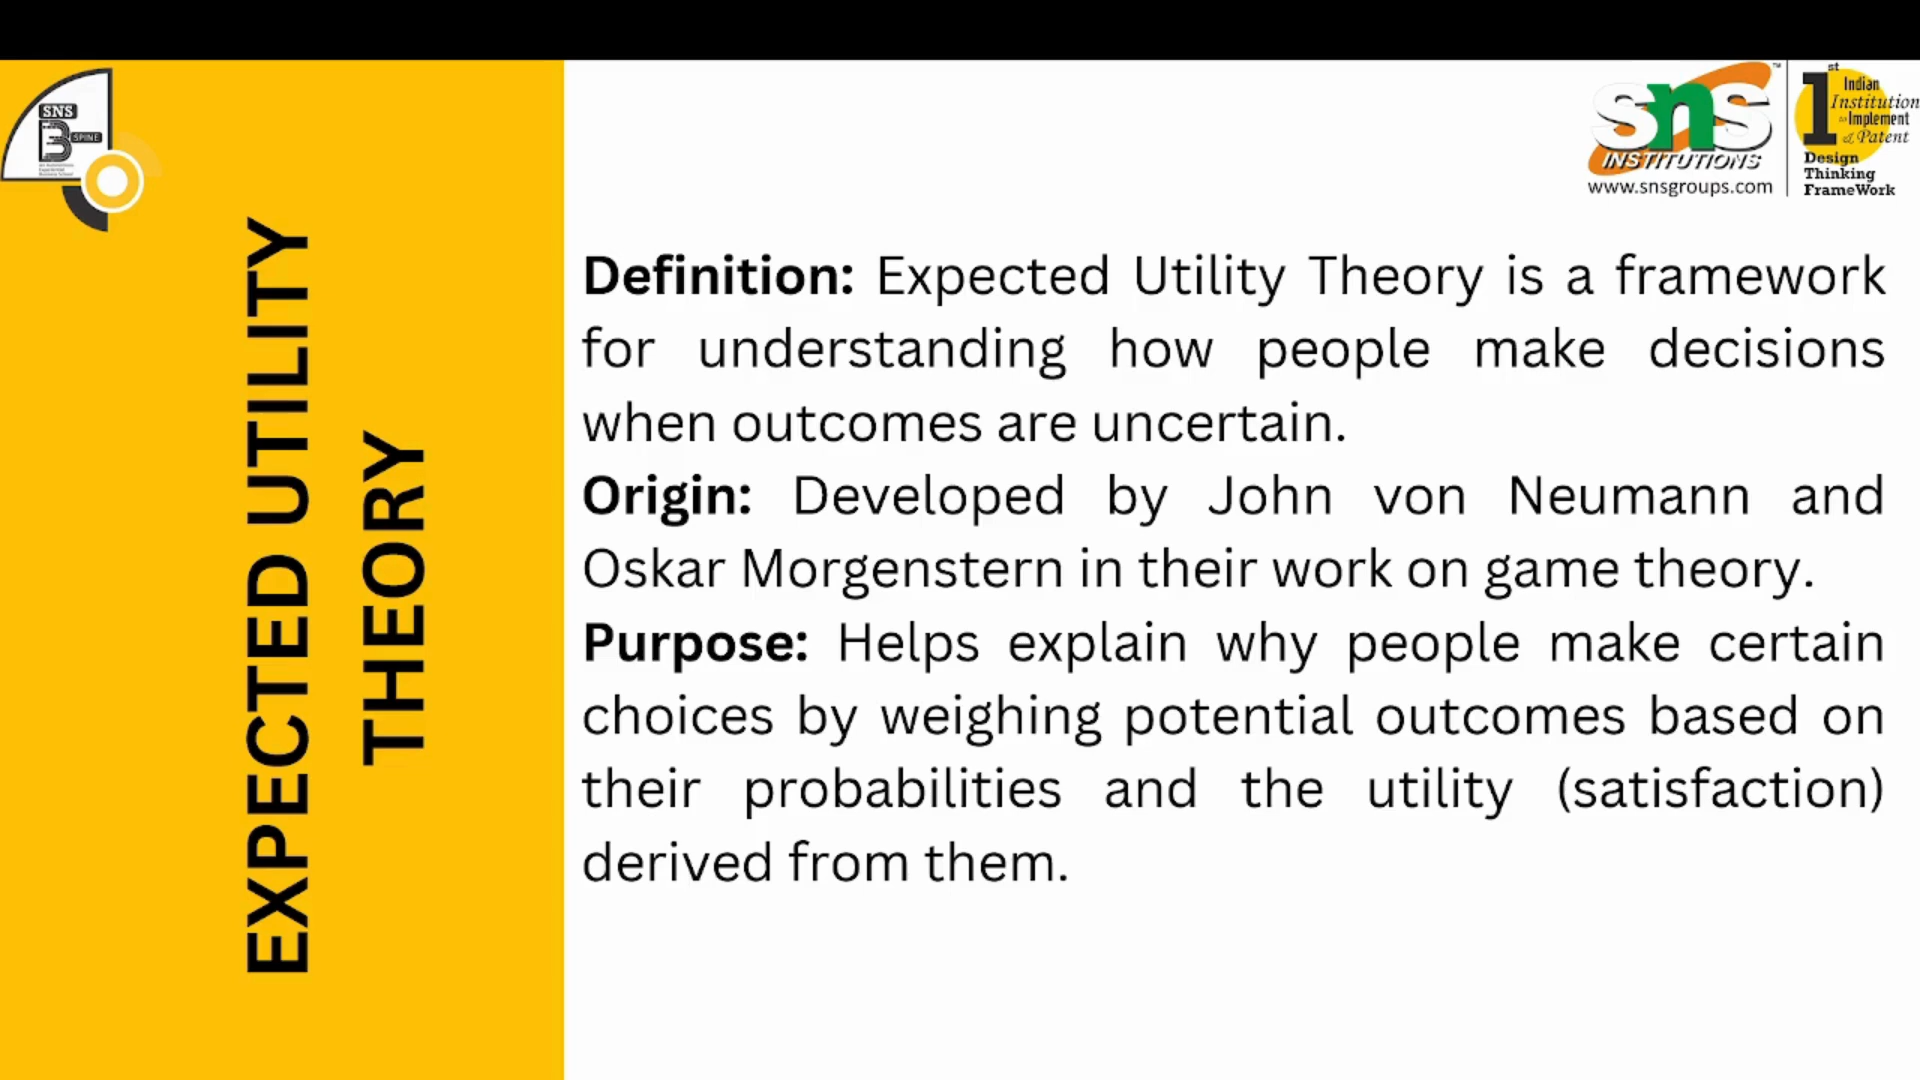 SNS
SPINE
EXPECTED UTILITY
THEORY
sns
INSTITUTIONS
www.snsgroups.com
1st
Indian
Institution
to Implement
& Patent
Design
Thinking
FrameWork
Definition: Expected Utility Theory is a framework
for understanding how people make decisions
when outcomes are uncertain.
Origin: Developed by John von Neumann and
Oskar Morgenstern in their work on game theory.
Purpose: Helps explain why people make certain
choices by weighing potential outcomes based on
their probabilities and the utility (satisfaction)
derived from them.